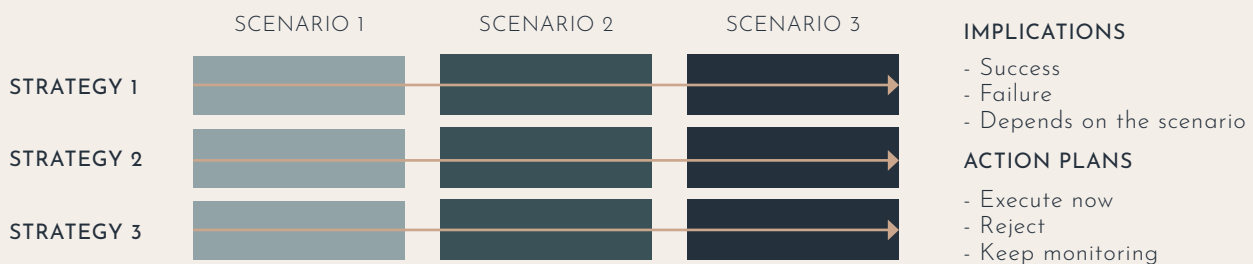 SCENARIO 1
SCENARIO 2
SCENARIO 3
STRATEGY 1
STRATEGY 2
STRATEGY 3
IMPLICATIONS
- Success
- Failure
- Depends on the scenario
ACTION PLANS
- Execute now
- Reject
- Keep monitoring